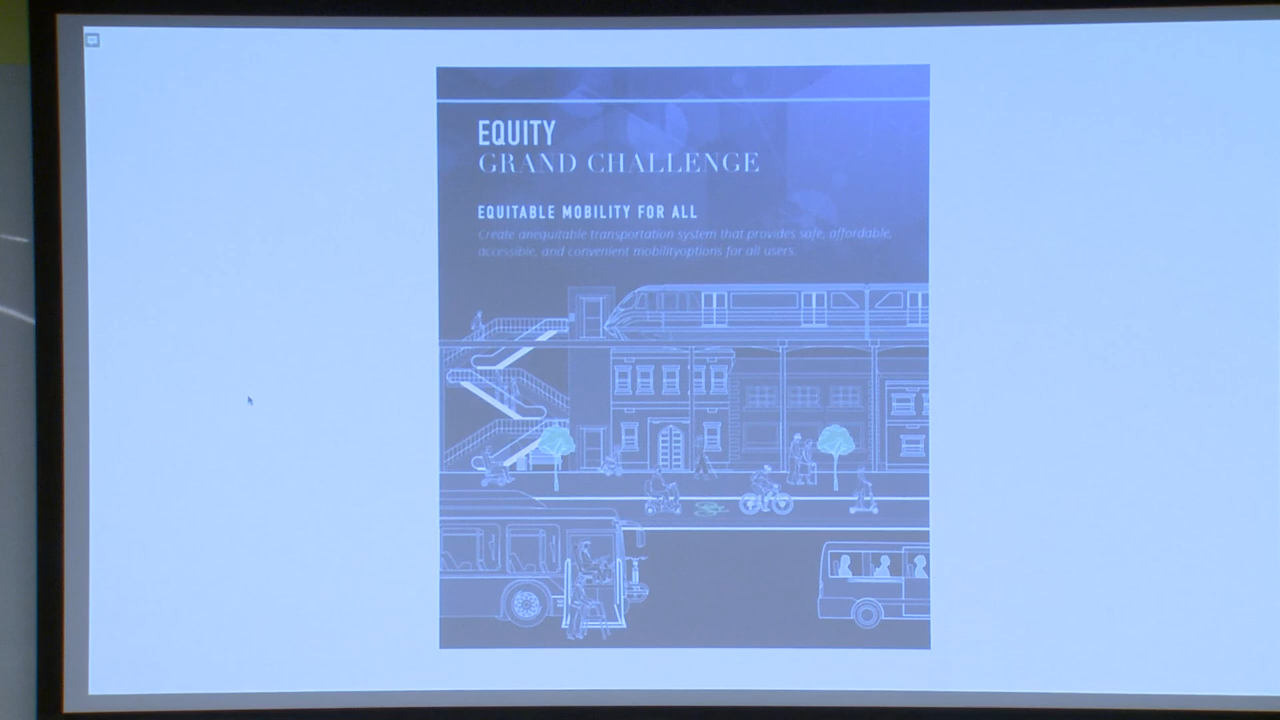 EQUITY
GRAND CHALLENGE
EQUITABLE MOBILITY FOR ALL
Create anequitable transportation system that provides safe, affordable,
accessible, and convenient mobilityoptions for all users.